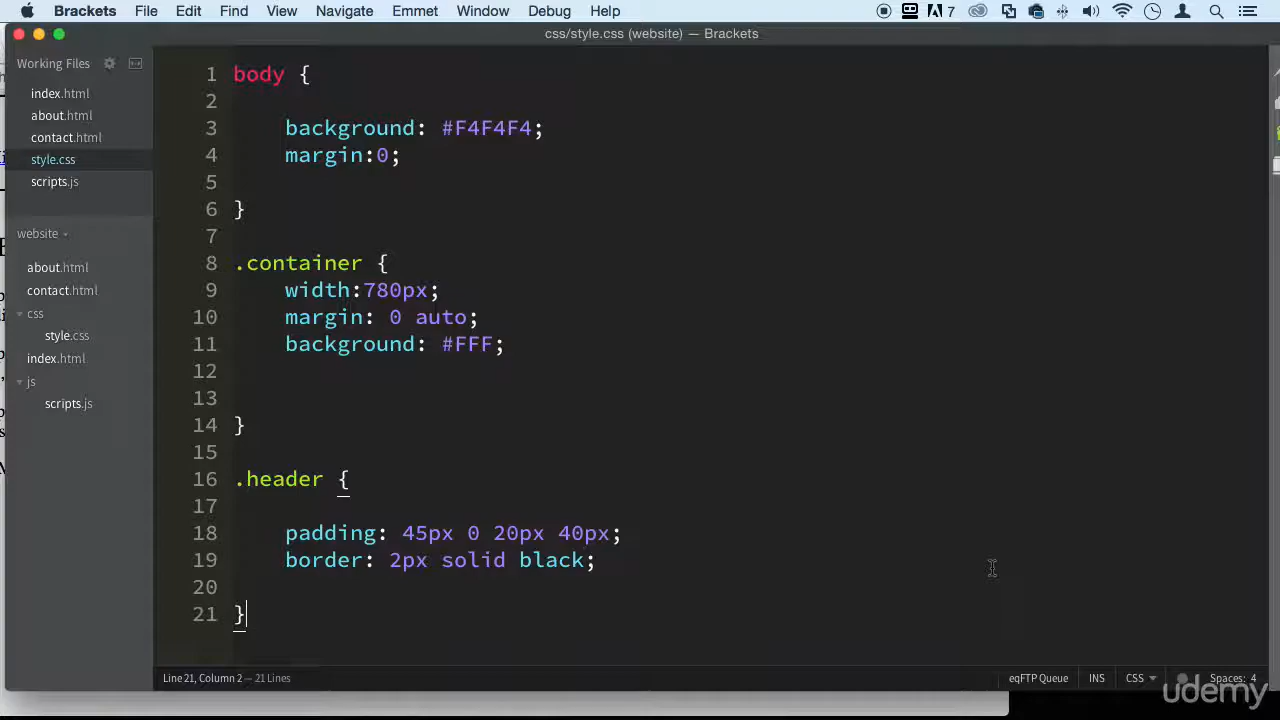 Brackets File Edit Find View Navigate Emmet Window Debug Help 7
css/style.css (website) — Brackets
Working Files
index.html
about.html
contact.html
style.css
scripts.js
website
about.html
contact.html
css
style.css
index.html
js
scripts.js
1 body {
2
3 background: #F4F4F4;
4 margin:0;
5
6 }
7
8 .container {
9 width:780px;
10 margin: 0 auto;
11 background: #FFF;
12
13
14 }
15
16 .header {
17
18 padding: 45px 0 20px 40px;
19 border: 2px solid black;
20
21 }
Line 21, Column 2 — 21 Lines
eqFTP Queue INS CSS Spaces: 4
udemy